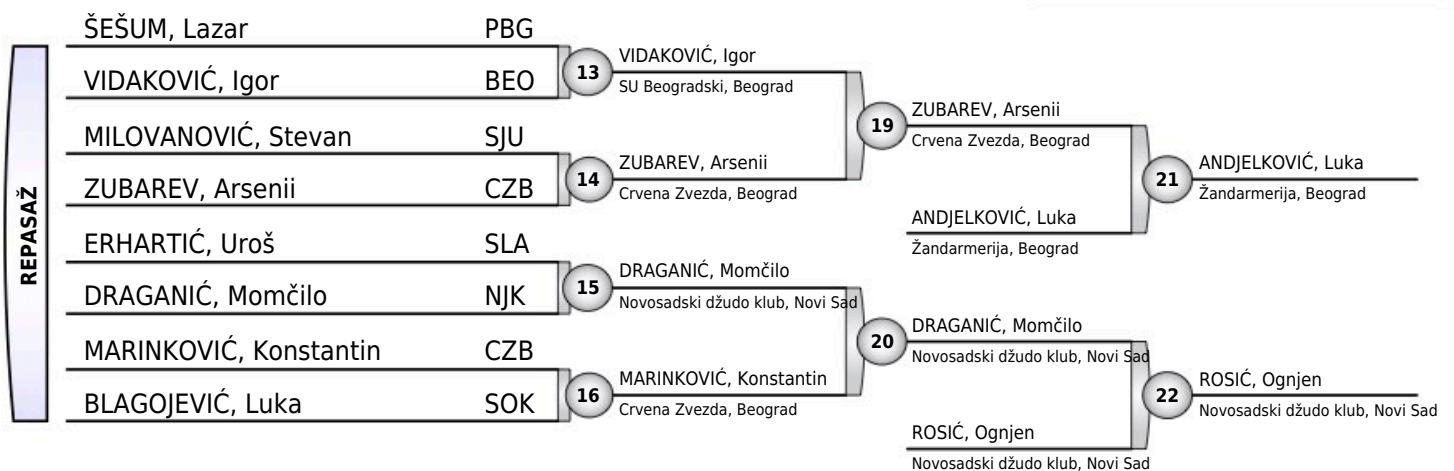 REPASAŽ
ŠEŠUM, Lazar PBG
VIDAKOVIĆ, Igor BEO
MILOVANOVIĆ, Stevan SJU
ZUBAREV, Arsenii CZB
ERHARTIĆ, Uroš SLA
DRAGANIĆ, Momčilo NJK
MARINKOVIĆ, Konstantin CZB
BLAGOJEVIĆ, Luka SOK
13
VIDAKOVIĆ, Igor
SU Beogradski, Beograd
14
ZUBAREV, Arsenii
Crvena Zvezda, Beograd
15
DRAGANIĆ, Momčilo
Novosadski džudo klub, Novi Sad
16
MARINKOVIĆ, Konstantin
Crvena Zvezda, Beograd
19
ZUBAREV, Arsenii
Crvena Zvezda, Beograd
ANDJELKOVIĆ, Luka
Žandarmerija, Beograd
20
DRAGANIĆ, Momčilo
Novosadski džudo klub, Novi Sad
ROSIĆ, Ognjen
Novosadski džudo klub, Novi Sad
21
ANDJELKOVIĆ, Luka
Žandarmerija, Beograd
22
ROSIĆ, Ognjen
Novosadski džudo klub, Novi Sad